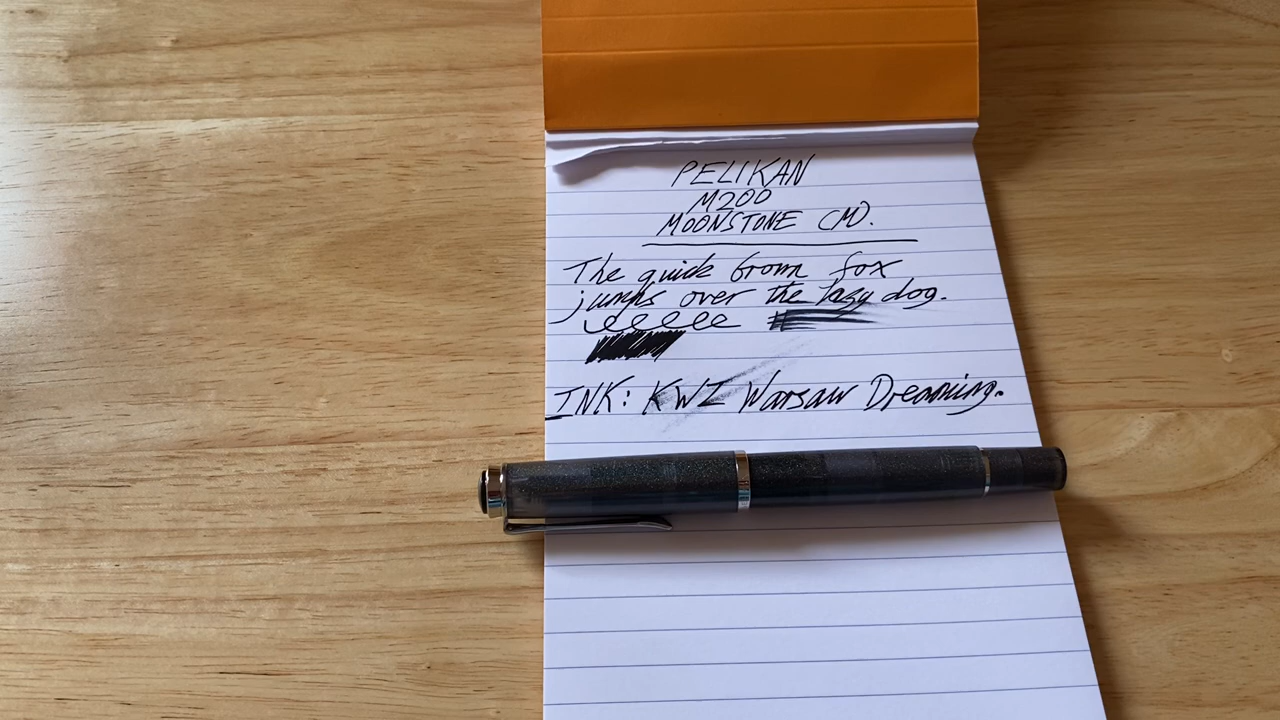 PELIKAN
M200
MOONSTONE (M).
The quick brown fox
jumps over the lazy dog.
INK: KWZ Warsaw Dreaming.